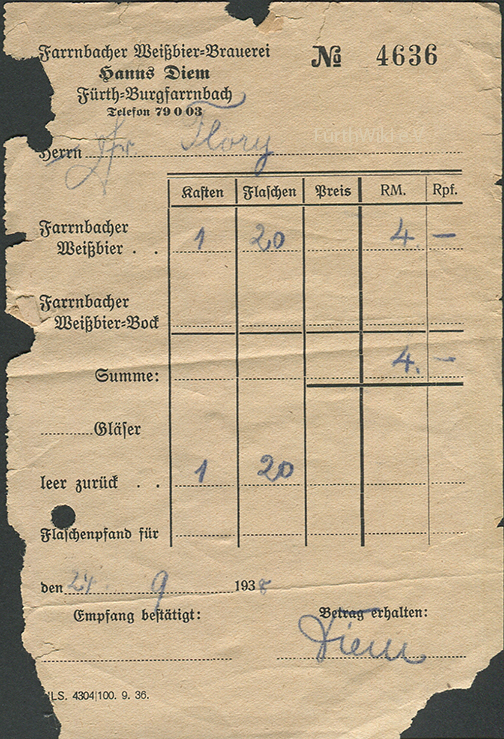 Farrnbacher Weißbier=Brauerei
Hanns Diem
Fürth=Burgfarrnbach
Telefon 79 0 03
№ 4636
FürthWiki e.V.
Herrn Fr. Flory
Kasten Flaschen Preis RM. Rpf.
Farrnbacher
Weißbier . . 1 20 4 —
Farrnbacher
Weißbier=Bock
Summe: 4. —
Gläser
leer zurück . . 1 20
Flaschenpfand für
den 24. 9 1938
Empfang bestätigt: Betrag erhalten:
Diem
LS. 4304|100. 9. 36.